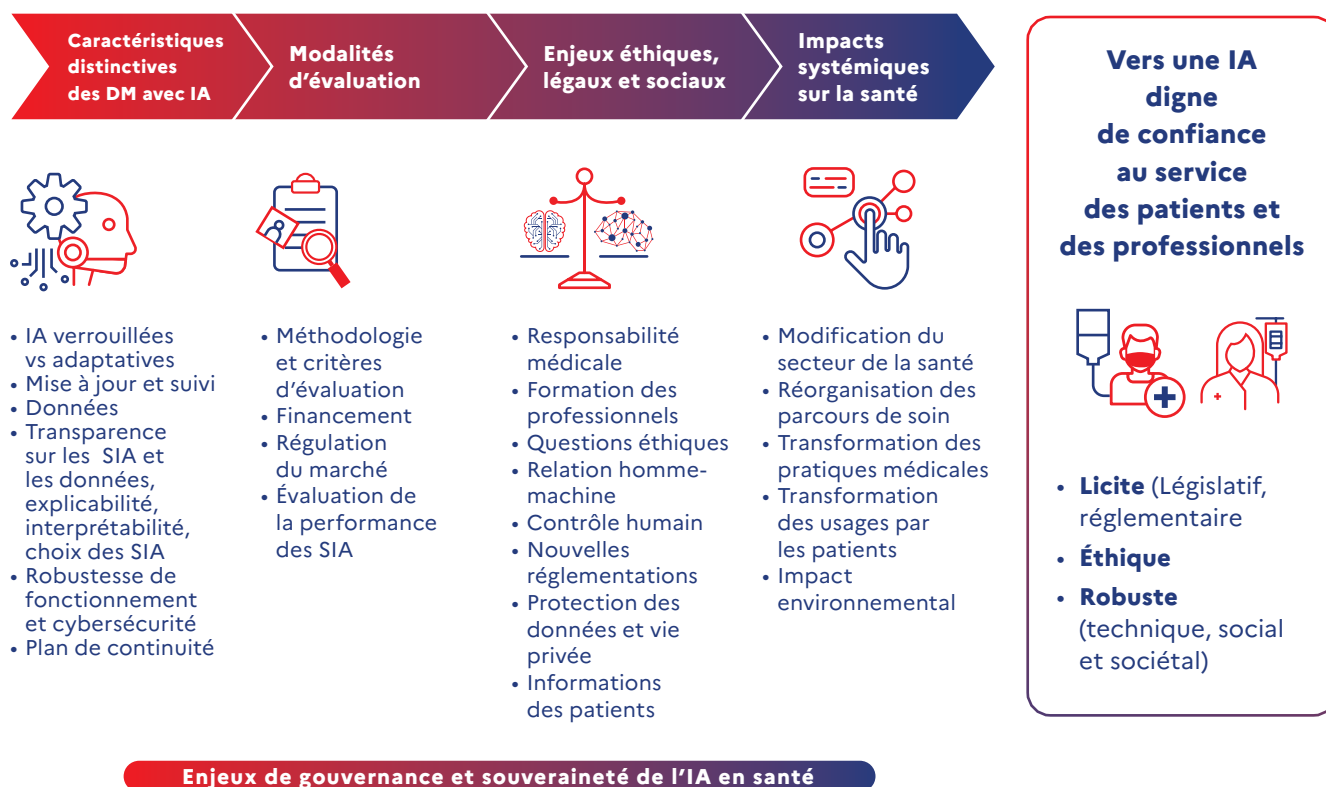 Caractéristiques
distinctives
des DM avec IA
Modalités
d'évaluation
Enjeux éthiques,
légaux et sociaux
Impacts
systémiques
sur la santé
• IA verrouillées
vs adaptatives
• Mise à jour et suivi
• Données
• Transparence
sur les SIA et
les données,
explicabilité,
interprétabilité,
choix des SIA
• Robustesse de
fonctionnement
et cybersécurité
• Plan de continuité
• Méthodologie
et critères
d'évaluation
• Financement
• Régulation
du marché
• Évaluation de
la performance
des SIA
• Responsabilité
médicale
• Formation des
professionnels
• Questions éthiques
• Relation homme-
machine
• Contrôle humain
• Nouvelles
réglementations
• Protection des
données et vie
privée
• Informations
des patients
• Modification du
secteur de la santé
• Réorganisation des
parcours de soin
• Transformation des
pratiques médicales
• Transformation
des usages par
les patients
• Impact
environnemental
Vers une IA
digne
de confiance
au service
des patients et
des professionnels
• Licite (Législatif,
réglementaire
• Éthique
• Robuste
(technique, social
et sociétal)
Enjeux de gouvernance et souveraineté de l'IA en santé